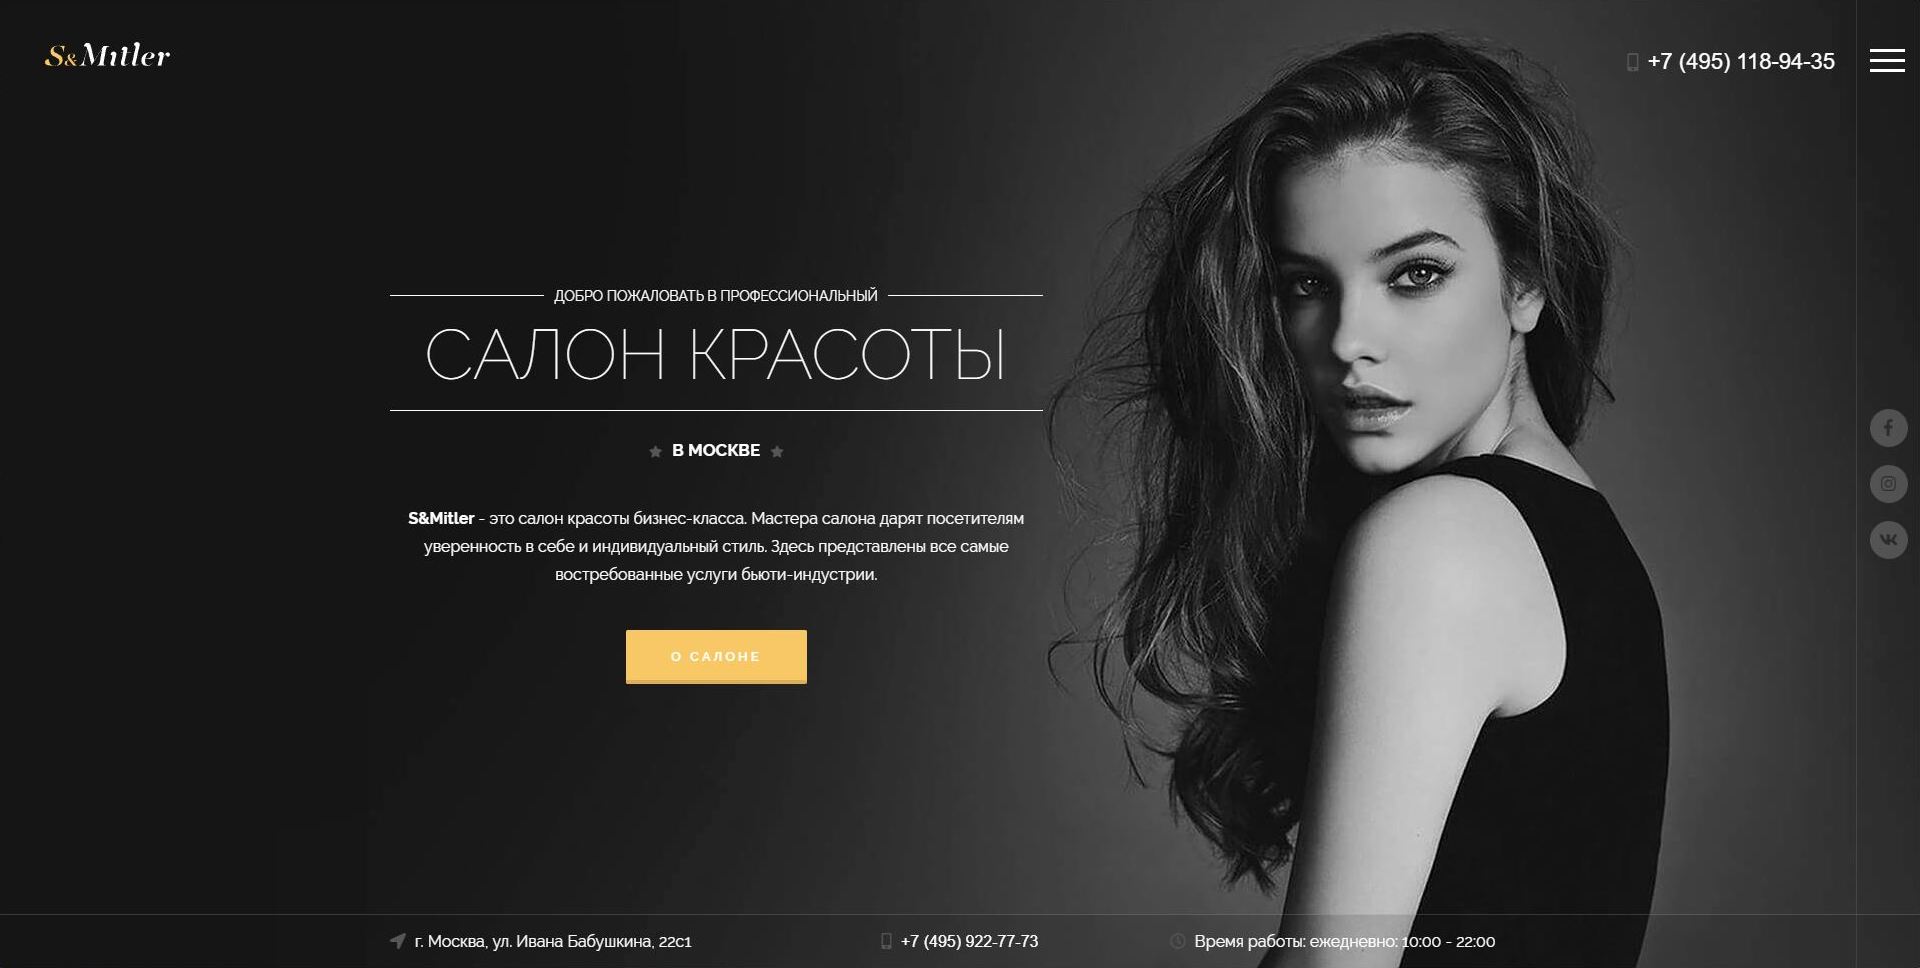 S&Mitler
+7 (495) 118-94-35
ДОБРО ПОЖАЛОВАТЬ В ПРОФЕССИОНАЛЬНЫЙ
САЛОН КРАСОТЫ
В МОСКВЕ
S&Mitler - это салон красоты бизнес-класса. Мастера салона дарят посетителям
уверенность в себе и индивидуальный стиль. Здесь представлены все самые
востребованные услуги бьюти-индустрии.
О САЛОНЕ
г. Москва, ул. Ивана Бабушкина, 22с1
+7 (495) 922-77-73
Время работы: ежедневно: 10:00 - 22:00